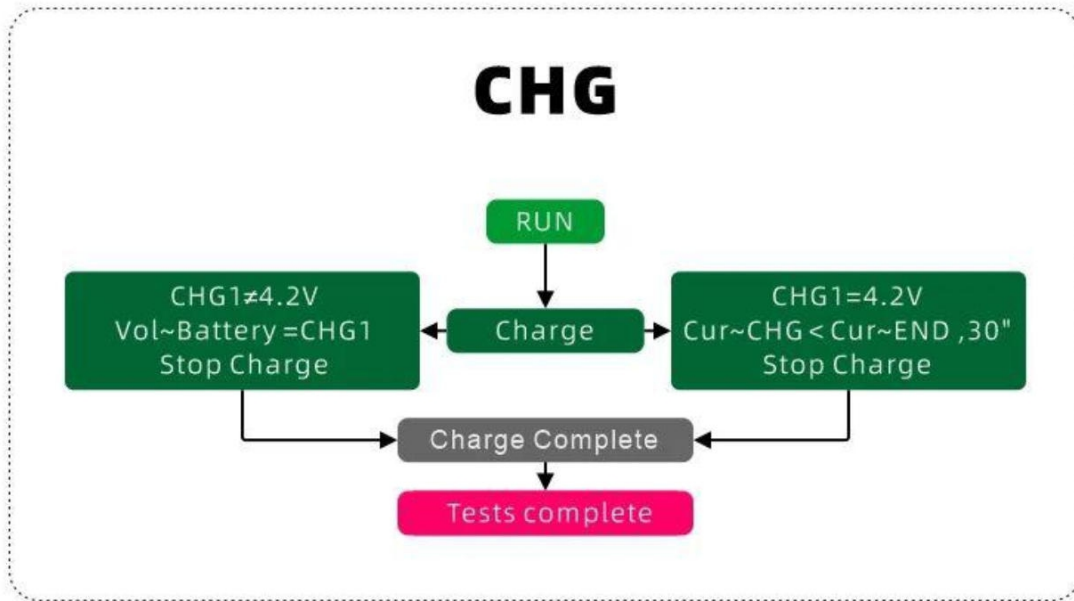 CHG
RUN
CHG1≠4.2V
Vol~Battery=CHG1
Stop Charge
Charge
CHG1=4.2V
Cur~CHG<Cur~END ,30"
Stop Charge
Charge Complete
Tests complete